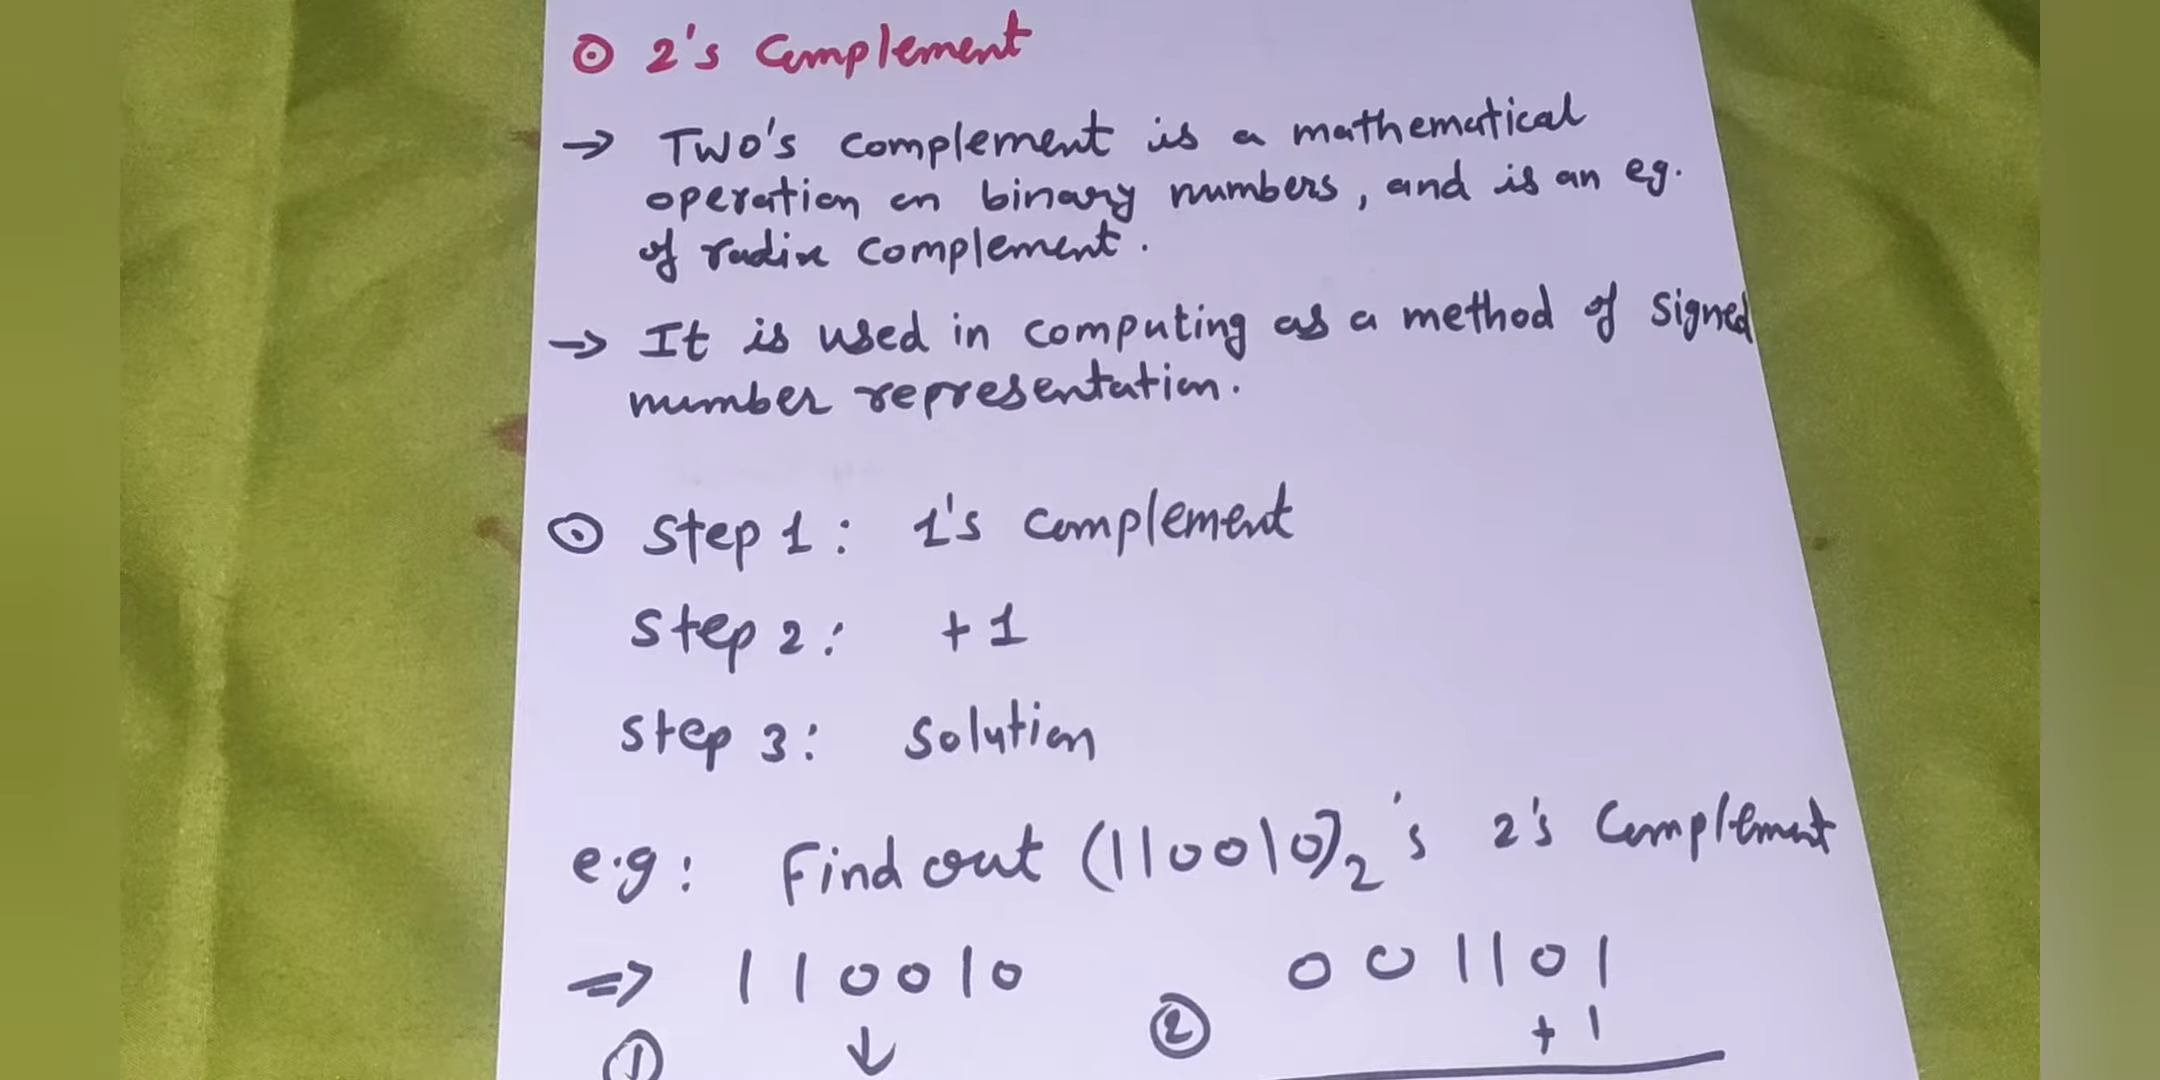 ⊙ 2's Complement
→ Two's complement is a mathematical
operation on binary numbers, and is an eg.
of radix complement.
→ It is used in computing as a method of signed
number representation.
⊙ Step 1: 1's complement
Step 2: +1
Step 3: Solution
e.g: Find out (110010)₂'s 2's Complement
⇒ 110010 001101
① ↓ ② +1